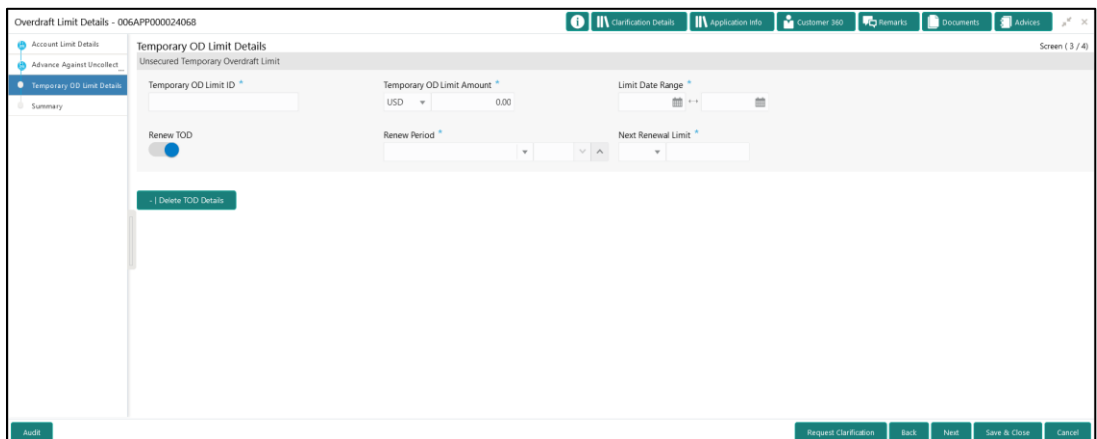 Overdraft Limit Details - 006APP000024068
Clarification Details
Application Info
Customer 360
Remarks
Documents
Advices
Account Limit Details
Advance Against Uncollect_
Temporary OD Limit Details
Summary
Temporary OD Limit Details
Screen ( 3 / 4)
Unsecured Temporary Overdraft Limit
Temporary OD Limit ID *
Temporary OD Limit Amount *
Limit Date Range *
USD
0.00
Renew TOD
Renew Period *
Next Renewal Limit *
- | Delete TOD Details
Audit
Request Clarification
Back
Next
Save & Close
Cancel